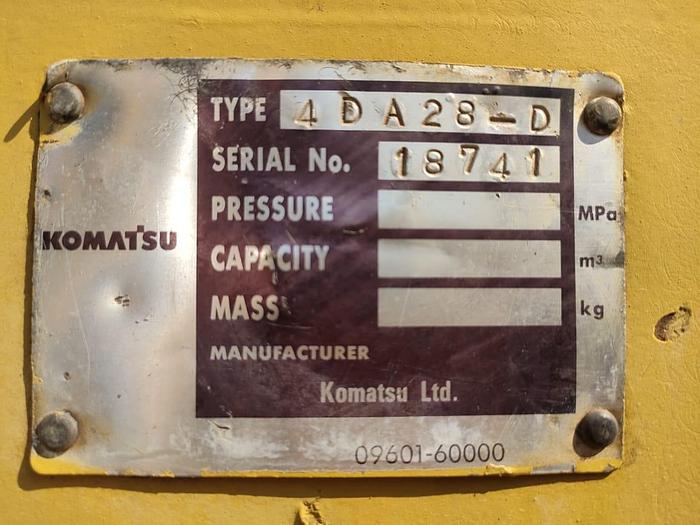 TYPE 4DA28-D
SERIAL No. 18741
PRESSURE MPa
KOMATSU
CAPACITY m³
MASS kg
MANUFACTURER
Komatsu Ltd.
09601-60000